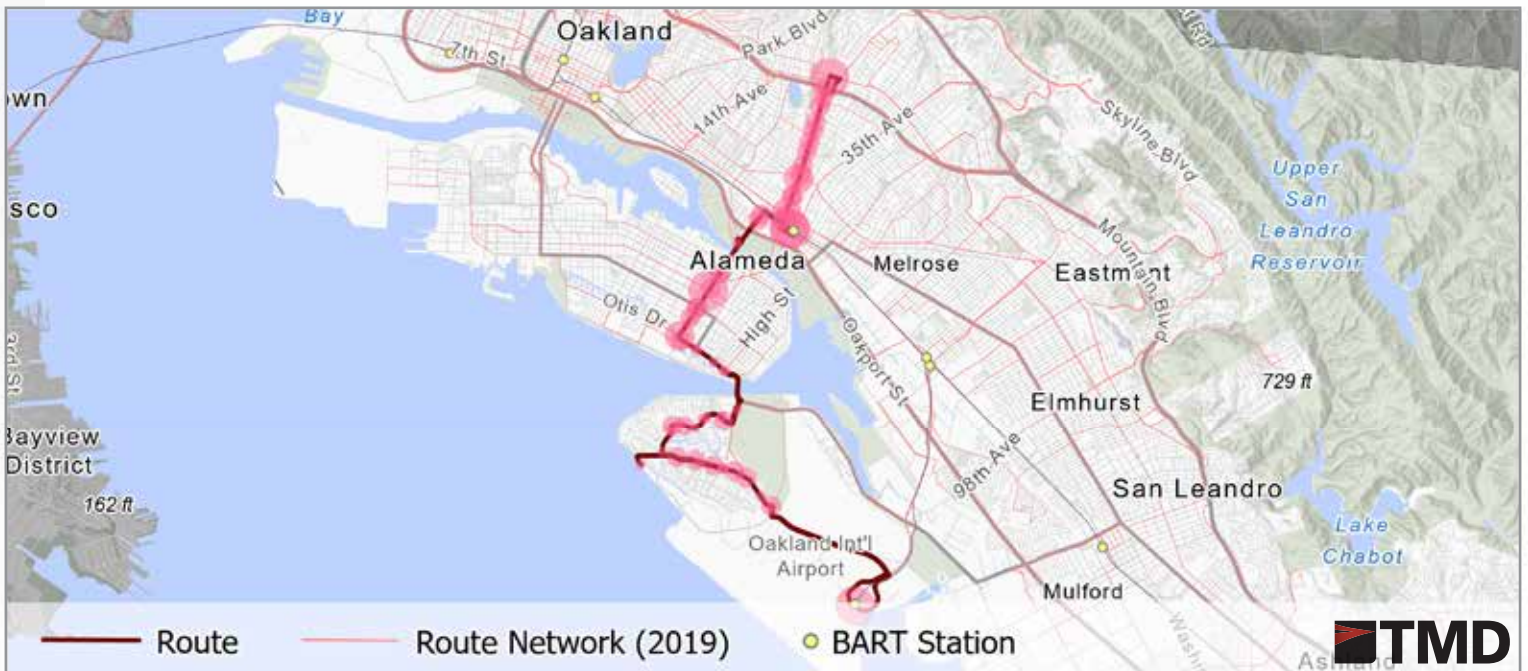 Bay
Oakland
Park Blvd
7th St
own
14th Ave
35th Ave
Skyline Blvd
Upper
San
Leandro
Reservoir
sco
Mountain Blvd
Alameda
Melrose
Eastmont
Otis Dr
High St
Oakport St
729 ft
Elmhurst
Bayview
District
98th Ave
162 ft
San Leandro
Oakland Int'l
Airport
Lake
Chabot
Mulford
Route
Route Network (2019)
BART Station
TMD